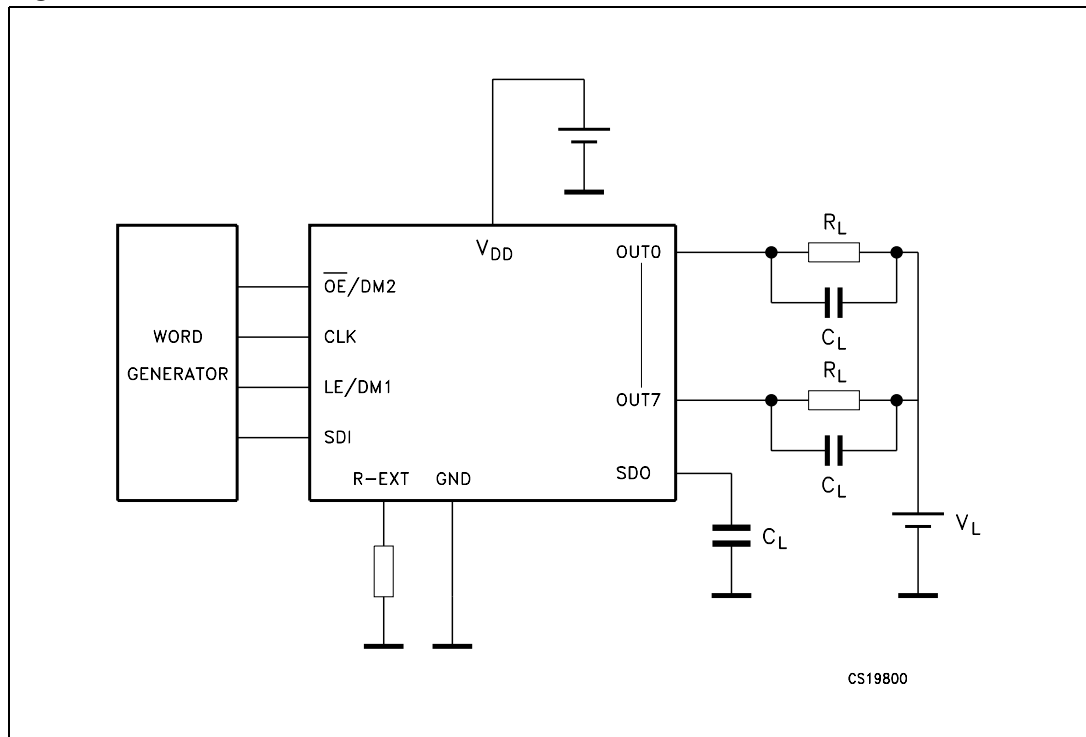 V_DD
OUT0
R_L
C_L
WORD
GENERATOR
O̅E̅/DM2
CLK
LE/DM1
SDI
R-EXT
GND
OUT7
SDO
R_L
C_L
C_L
V_L
CS19800